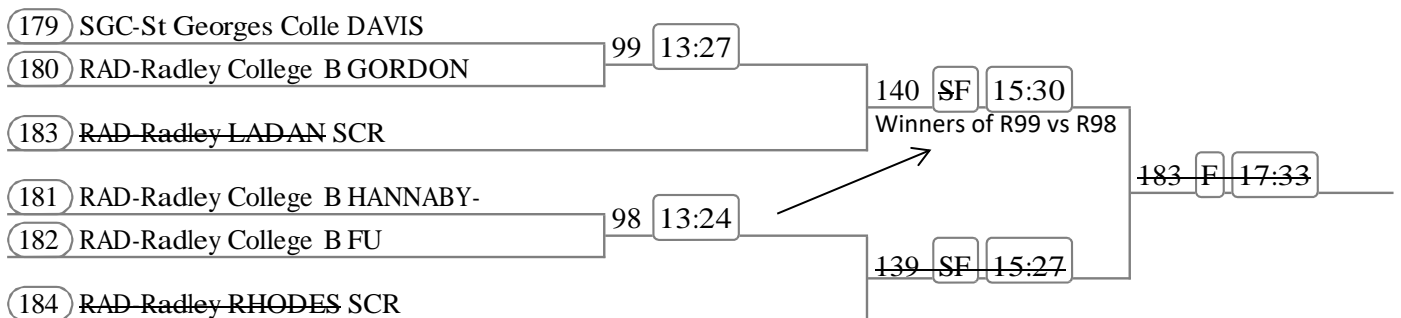 179 SGC-St Georges Colle DAVIS
99 13:27
180 RAD-Radley College B GORDON
140 SF 15:30
Winners of R99 vs R98
183 RAD-Radley LADAN SCR
183 F 17:33
181 RAD-Radley College B HANNABY-
98 13:24
182 RAD-Radley College B FU
139 SF 15:27
184 RAD-Radley RHODES SCR